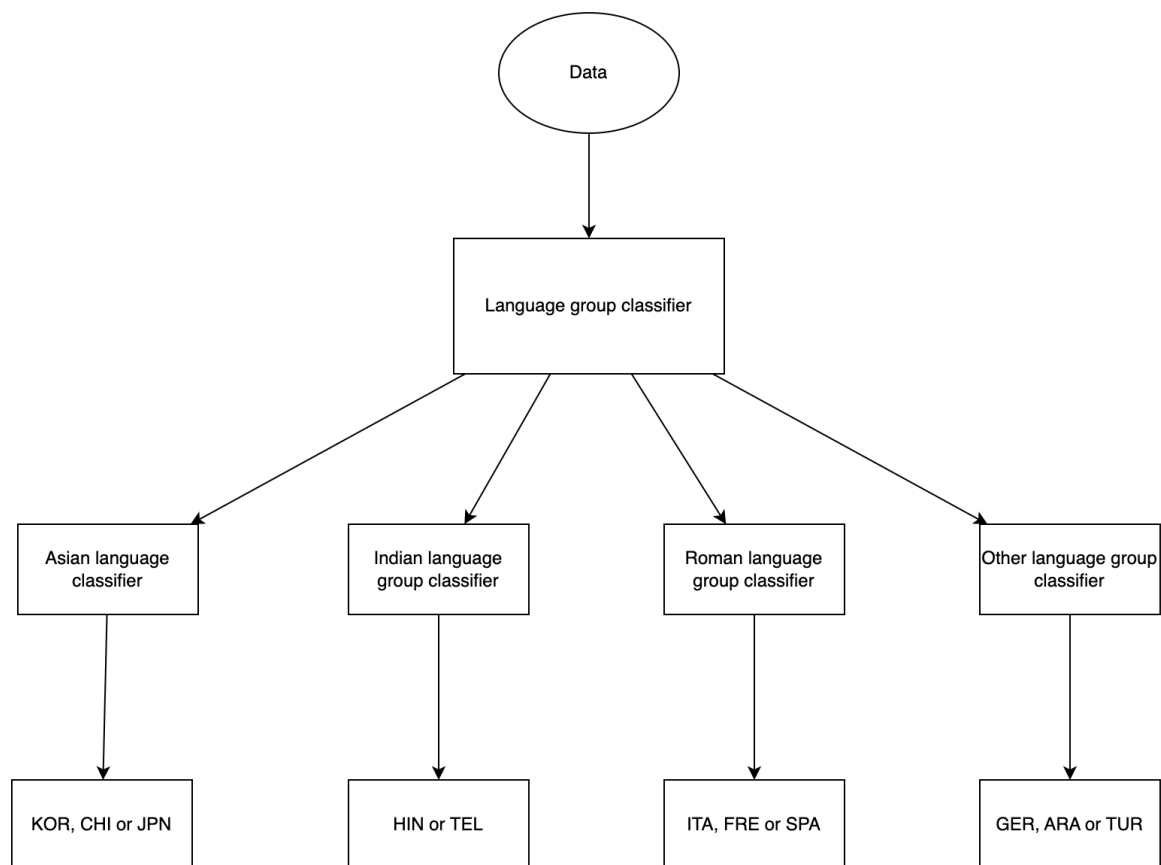 Data
Language group classifier
Asian language
classifier
Indian language
group classifier
Roman language
group classifier
Other language group
classifier
KOR, CHI or JPN
HIN or TEL
ITA, FRE or SPA
GER, ARA or TUR